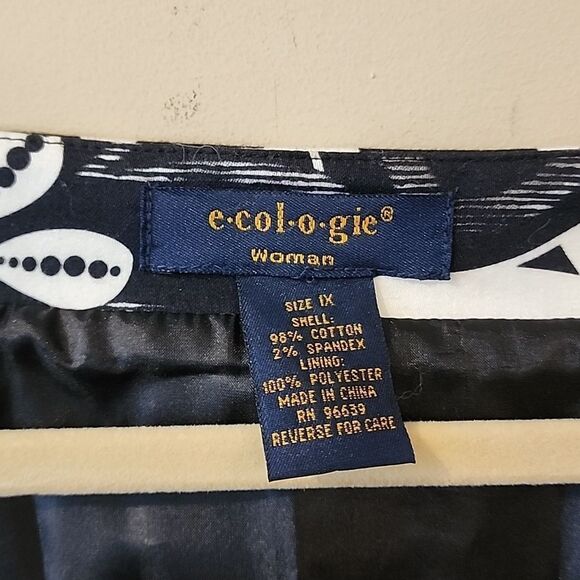 e·col·o·gie®
Woman
SIZE 1X
SHELL:
98% COTTON
2% SPANDEX
LINING:
100% POLYESTER
MADE IN CHINA
RN 96639
REVERSE FOR CARE